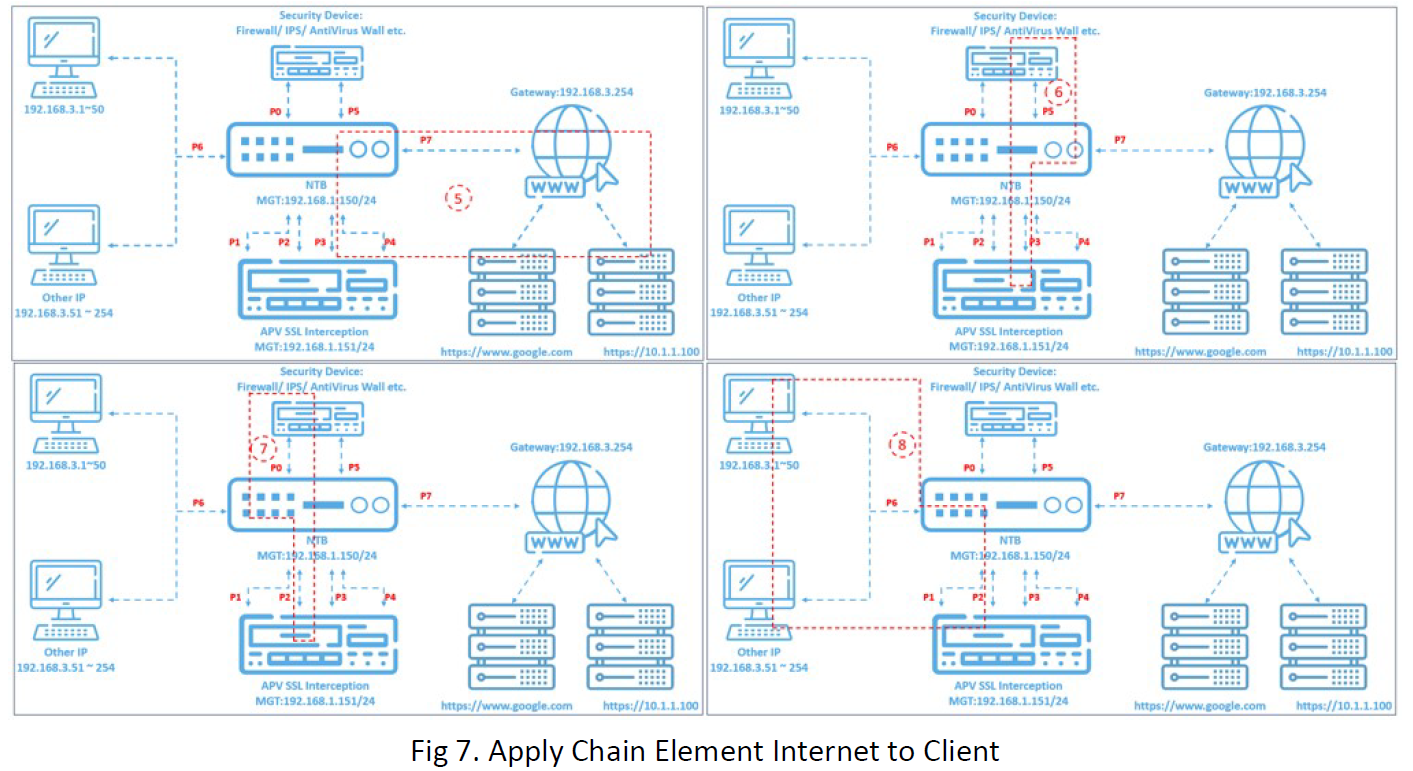 Security Device:
Firewall/ IPS/ AntiVirus Wall etc.
192.168.3.1~50
P0
P5
Gateway:192.168.3.254
P6
P7
WWW
NTB
MGT:192.168.1.150/24
5
P1
P2
P3
P4
Other IP
192.168.3.51 ~ 254
APV SSL Interception
MGT:192.168.1.151/24
https://www.google.com
https://10.1.1.100
Security Device:
Firewall/ IPS/ AntiVirus Wall etc.
6
192.168.3.1~50
P0
P5
Gateway:192.168.3.254
P6
P7
WWW
NTB
MGT:192.168.1.150/24
P1
P2
P3
P4
Other IP
192.168.3.51 ~ 254
APV SSL Interception
MGT:192.168.1.151/24
https://www.google.com
https://10.1.1.100
Security Device:
Firewall/ IPS/ AntiVirus Wall etc.
7
192.168.3.1~50
P0
P5
Gateway:192.168.3.254
P6
P7
WWW
NTB
MGT:192.168.1.150/24
P1
P2
P3
P4
Other IP
192.168.3.51 ~ 254
APV SSL Interception
MGT:192.168.1.151/24
https://www.google.com
https://10.1.1.100
Security Device:
Firewall/ IPS/ AntiVirus Wall etc.
8
192.168.3.1~50
P0
P5
Gateway:192.168.3.254
P6
P7
WWW
NTB
MGT:192.168.1.150/24
P1
P2
P3
P4
Other IP
192.168.3.51 ~ 254
APV SSL Interception
MGT:192.168.1.151/24
https://www.google.com
https://10.1.1.100
Fig 7. Apply Chain Element Internet to Client